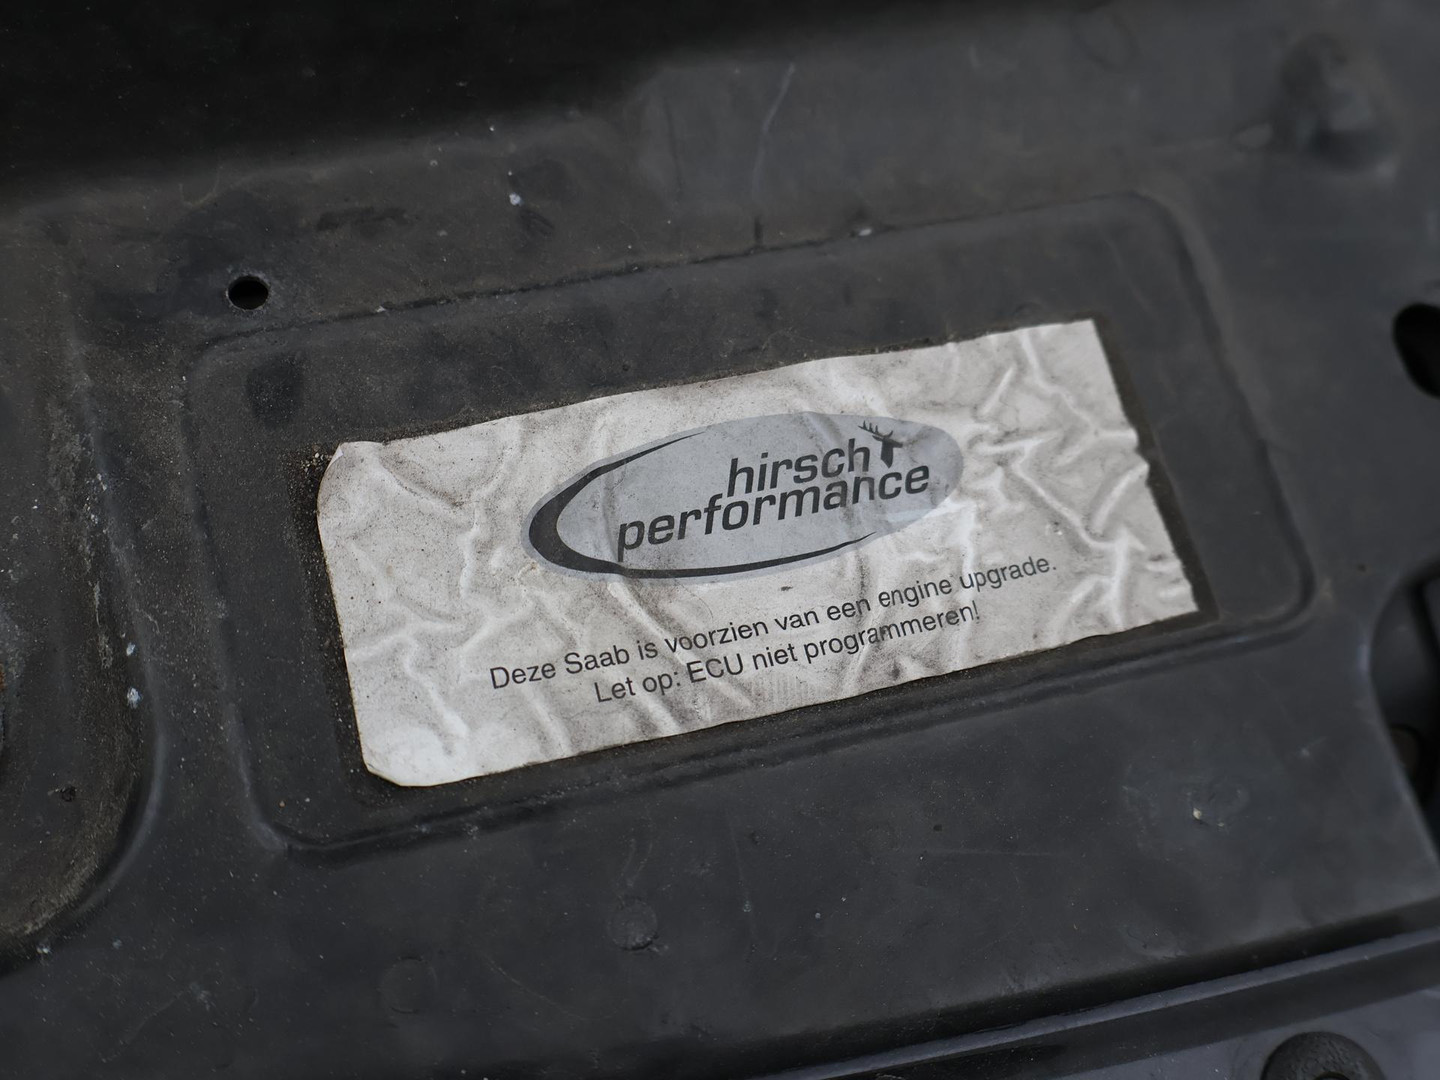 hirsch
performance
Deze Saab is voorzien van een engine upgrade.
Let op: ECU niet programmeren!